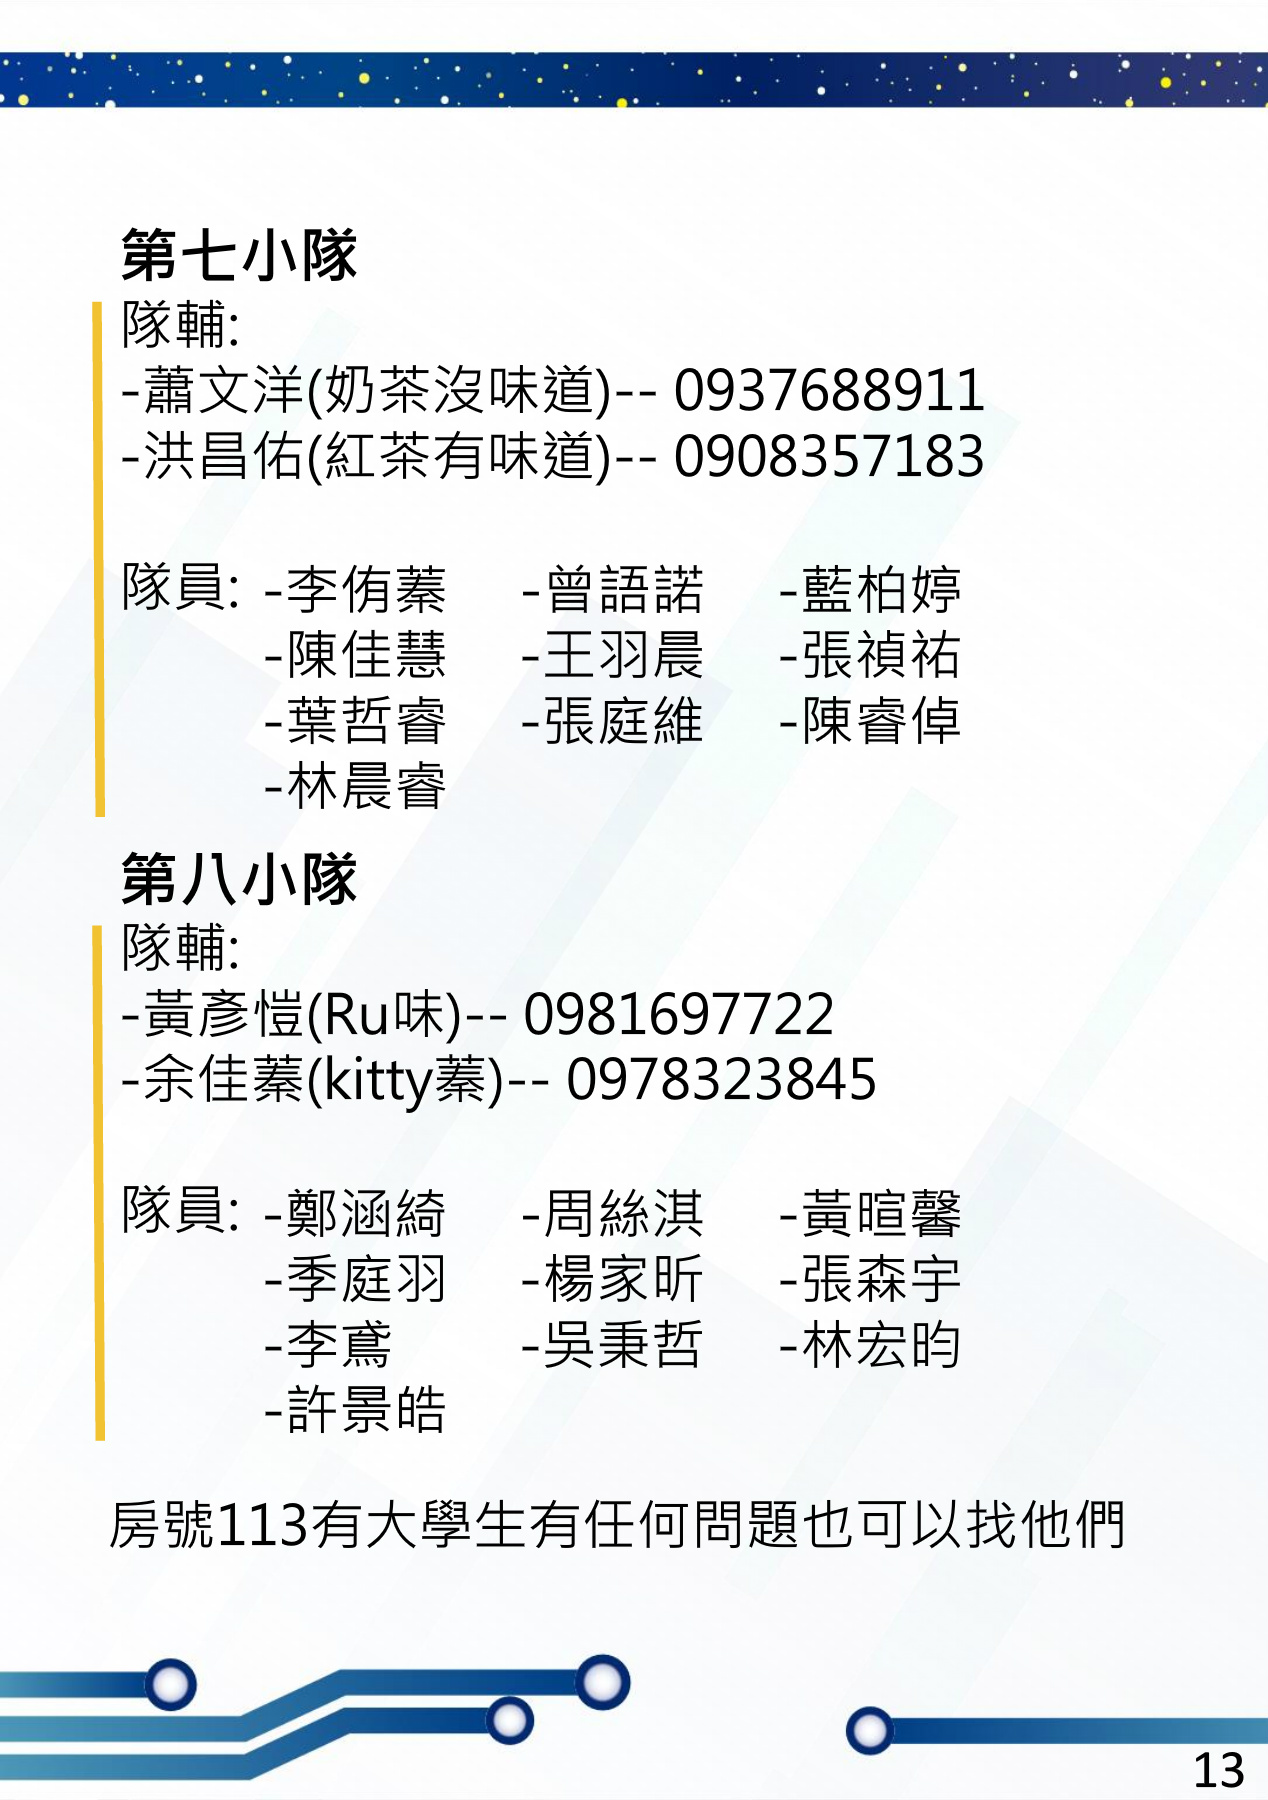 第七小隊
隊輔:
-蕭文洋(奶茶沒味道)-- 0937688911
-洪昌佑(紅茶有味道)-- 0908357183
隊員: -李侑蓁 -曾語諾 -藍柏婷
-陳佳慧 -王羽晨 -張禎祐
-葉哲睿 -張庭維 -陳睿倬
-林晨睿
第八小隊
隊輔:
-黃彥愷(Ru味)-- 0981697722
-余佳蓁(kitty蓁)-- 0978323845
隊員: -鄭涵綺 -周絲淇 -黃暄馨
-季庭羽 -楊家昕 -張森宇
-李鳶 -吳秉哲 -林宏昀
-許景皓
房號113有大學生有任何問題也可以找他們
13